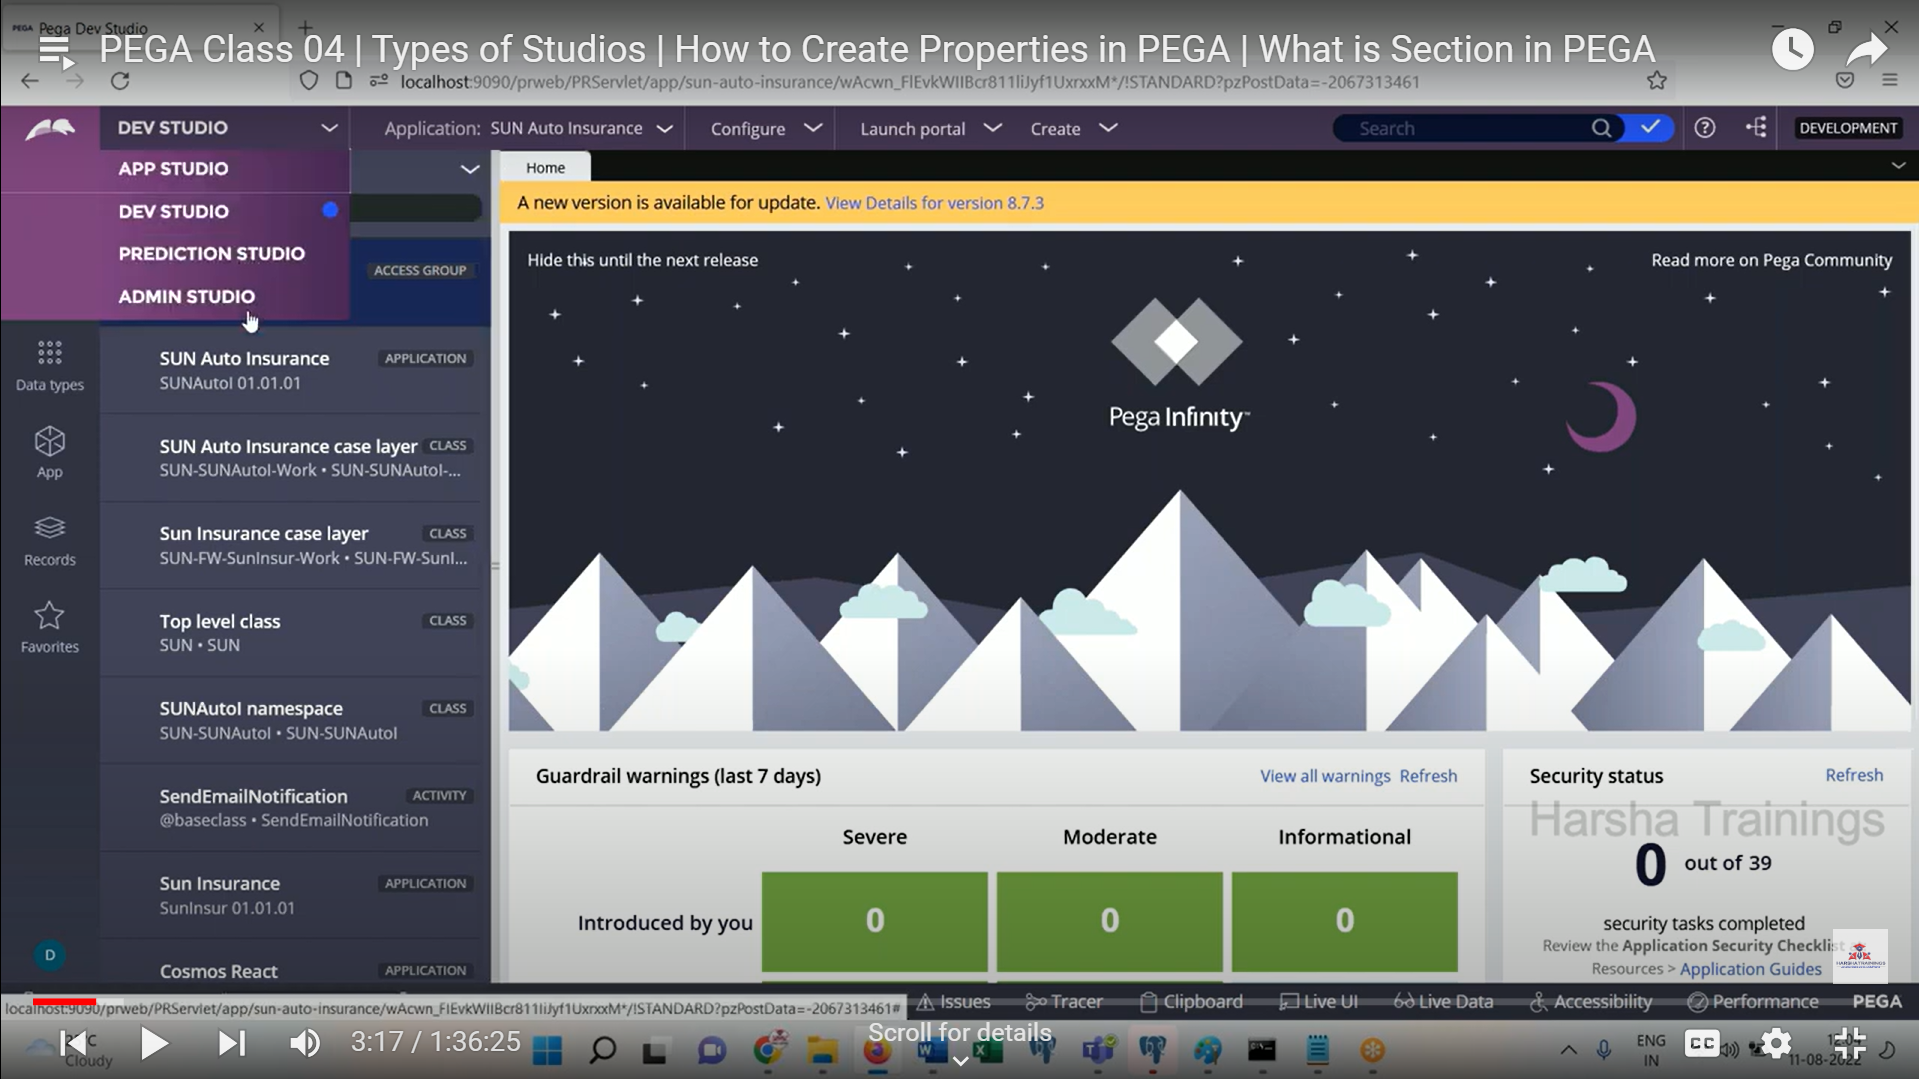 PEGA Pega Dev Studio
PEGA Class 04 | Types of Studios | How to Create Properties in PEGA | What is Section in PEGA
localhost:9090/prweb/PRServlet/app/sun-auto-insurance/wAcwn_FlEvkWIIBcr811liJyf1UxrxxM*/!STANDARD?pzPostData=-2067313461
DEV STUDIO
Application: SUN Auto Insurance
Configure
Launch portal
Create
Search
DEVELOPMENT
APP STUDIO
DEV STUDIO
PREDICTION STUDIO
ADMIN STUDIO
ACCESS GROUP
Data types
App
Records
Favorites
D
SUN Auto Insurance APPLICATION
SUNAutoI 01.01.01
SUN Auto Insurance case layer CLASS
SUN-SUNAutoI-Work • SUN-SUNAutoI-...
Sun Insurance case layer CLASS
SUN-FW-SunInsur-Work • SUN-FW-SunI...
Top level class CLASS
SUN • SUN
SUNAutoI namespace CLASS
SUN-SUNAutoI • SUN-SUNAutoI
SendEmailNotification ACTIVITY
@baseclass • SendEmailNotification
Sun Insurance APPLICATION
SunInsur 01.01.01
Cosmos React APPLICATION
Home
A new version is available for update. View Details for version 8.7.3
Hide this until the next release
Read more on Pega Community
Pega Infinity™
Guardrail warnings (last 7 days)
View all warnings Refresh
Severe Moderate Informational
Introduced by you 0 0 0
Security status Refresh
Harsha Trainings
0 out of 39
security tasks completed
Review the Application Security Checklist
Resources > Application Guides
HARSHA TRAININGS
localhost:9090/prweb/PRServlet/app/sun-auto-insurance/wAcwn_FlEvkWIIBcr811liJyf1UxrxxM*/!STANDARD?pzPostData=-2067313461#
Issues Tracer Clipboard Live UI Live Data Accessibility Performance PEGA
Cloudy
3:17 / 1:36:25
Scroll for details
ENG
IN
CC
11-08-2022